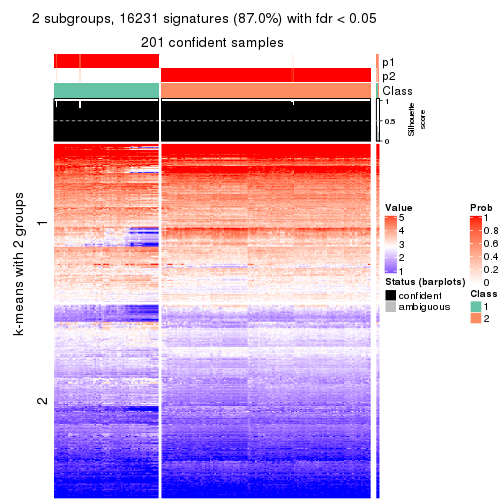 2 subgroups, 16231 signatures (87.0%) with fdr < 0.05
201 confident samples
p1
p2
Class
1
0.5
0
Silhouette
score
k-means with 2 groups
1
2
Value
5
4
3
2
1
Prob
1
0.8
0.6
0.4
0.2
0
Status (barplots)
confident
ambiguous
Class
1
2